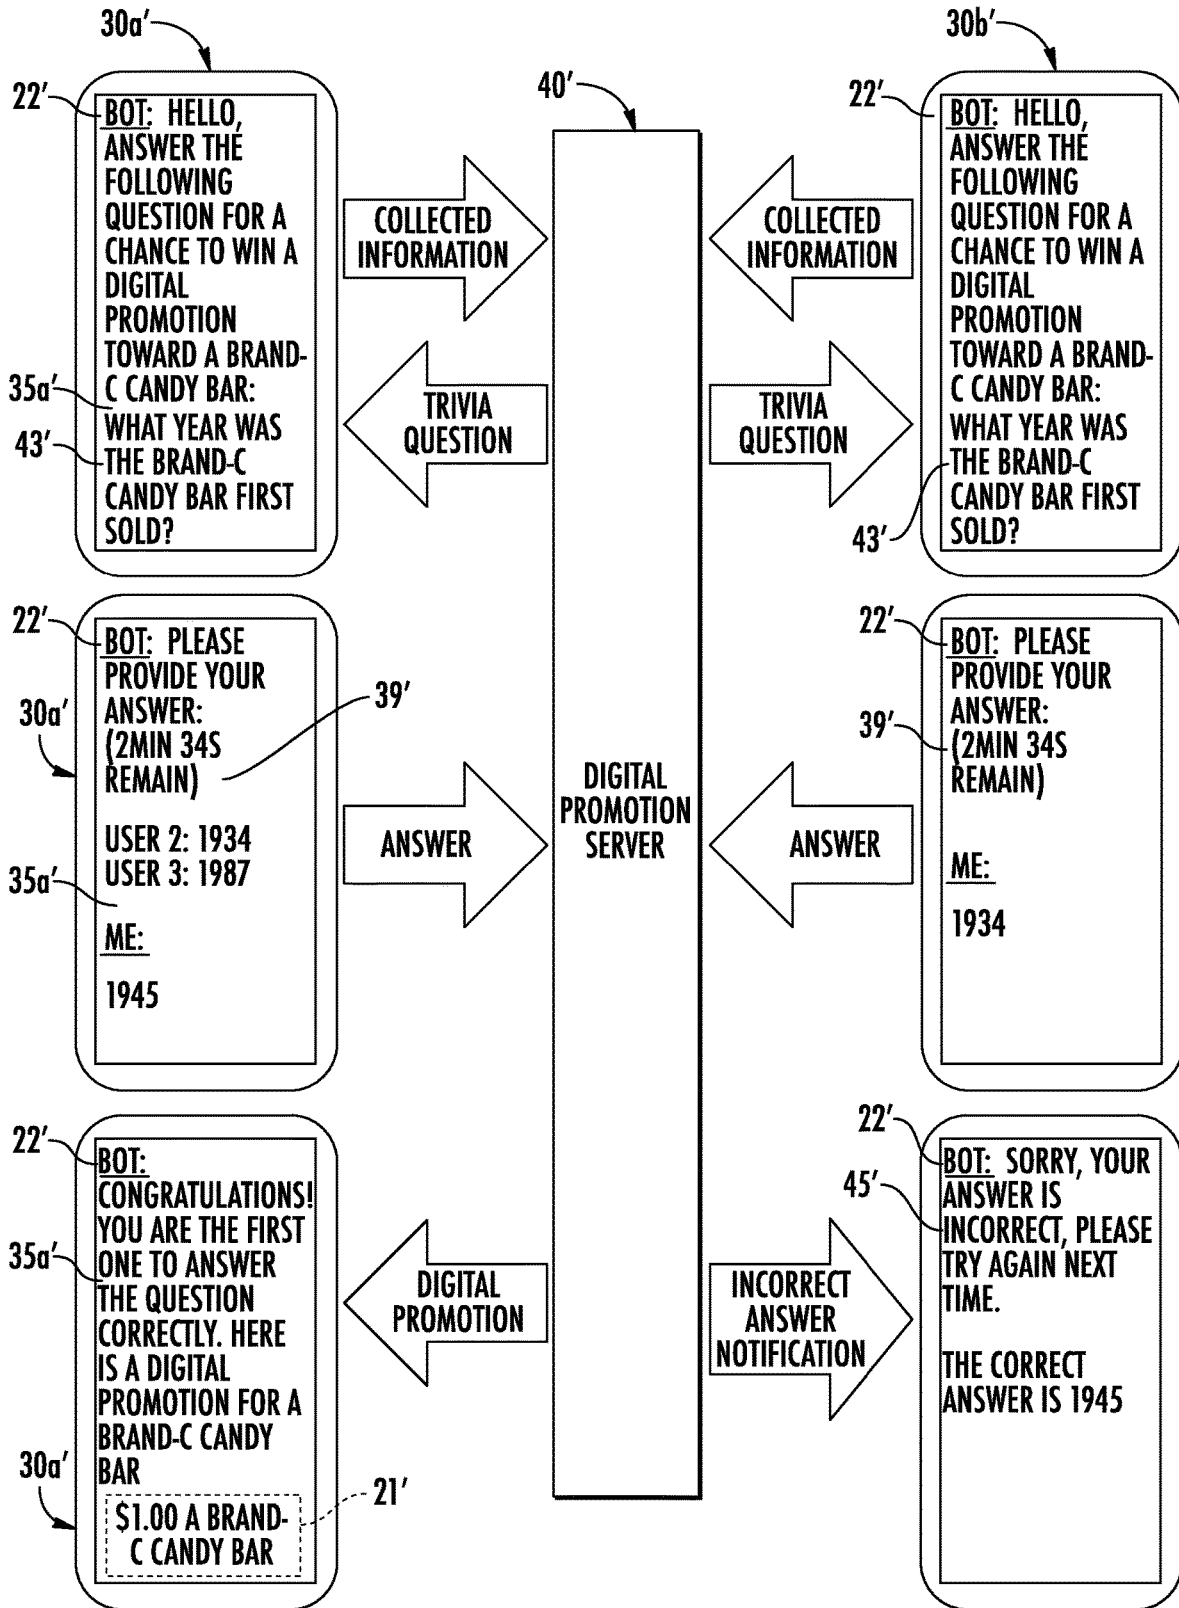 30a′
30b′
22′
BOT: HELLO,
ANSWER THE
FOLLOWING
QUESTION FOR A
CHANCE TO WIN A
DIGITAL
PROMOTION
TOWARD A BRAND-
C CANDY BAR:
35a′
WHAT YEAR WAS
43′
THE BRAND-C
CANDY BAR FIRST
SOLD?
COLLECTED
INFORMATION
TRIVIA
QUESTION
40′
COLLECTED
INFORMATION
TRIVIA
QUESTION
22′
BOT: HELLO,
ANSWER THE
FOLLOWING
QUESTION FOR A
CHANCE TO WIN A
DIGITAL
PROMOTION
TOWARD A BRAND-
C CANDY BAR:
WHAT YEAR WAS
THE BRAND-C
CANDY BAR FIRST
SOLD?
43′
22′
BOT: PLEASE
PROVIDE YOUR
ANSWER:
(2MIN 34S
REMAIN)
30a′
39′
USER 2: 1934
USER 3: 1987
35a′
ME:
1945
ANSWER
DIGITAL
PROMOTION
SERVER
ANSWER
22′
BOT: PLEASE
PROVIDE YOUR
ANSWER:
39′
(2MIN 34S
REMAIN)
ME:
1934
22′
BOT:
CONGRATULATIONS!
YOU ARE THE FIRST
35a′
ONE TO ANSWER
THE QUESTION
CORRECTLY. HERE
IS A DIGITAL
PROMOTION FOR A
BRAND-C CANDY
BAR
30a′
21′
$1.00 A BRAND-
C CANDY BAR
DIGITAL
PROMOTION
INCORRECT
ANSWER
NOTIFICATION
22′
BOT: SORRY, YOUR
45′
ANSWER IS
INCORRECT, PLEASE
TRY AGAIN NEXT
TIME.
THE CORRECT
ANSWER IS 1945